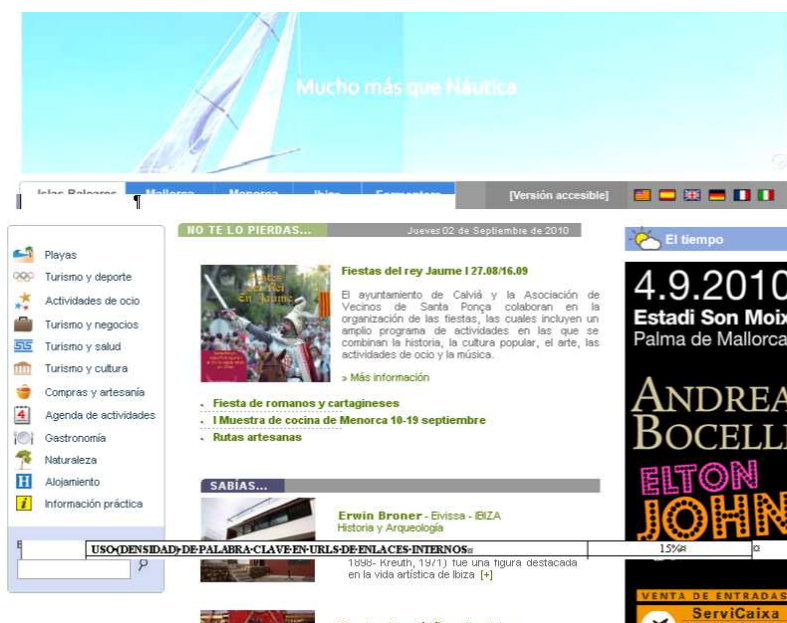 Mucho más que Náutica
Islas Baleares Mallorca Menorca Ibiza Formentera [Versión accesible]
¶
NO TE LO PIERDAS... Jueves 02 de Septiembre de 2010
El tiempo
Playas
Turismo y deporte
Actividades de ocio
Turismo y negocios
Turismo y salud
Turismo y cultura
Compras y artesanía
Agenda de actividades
Gastronomía
Naturaleza
Alojamiento
Información práctica
Fiestas del rey Jaume I 27.08/16.09
El ayuntamiento de Calviá y la Asociación de
Vecinos de Santa Ponça colaboran en la
organización de las fiestas, las cuales incluyen un
amplio programa de actividades en las que se
combinan la historia, la cultura popular, el arte, las
actividades de ocio y la música.
» Más información
Fiesta de romanos y cartagineses
I Muestra de cocina de Menorca 10-19 septiembre
Rutas artesanas
SABÍAS...
Erwin Broner - Eivissa - IBIZA
Historia y Arqueología
USO·(DENSIDAD)·DE·PALABRA·CLAVE·EN·URLS·DE·ENLACES·INTERNOS¤ 15%¤ ¤
1898- Kreuth, 1971) fue una figura destacada
en la vida artística de Ibiza [+]
4.9.2010
Estadi Son Moix
Palma de Mallorca
ANDREA
BOCELLI
ELTON
JOHN
VENTA DE ENTRADAS
ServiCaixa